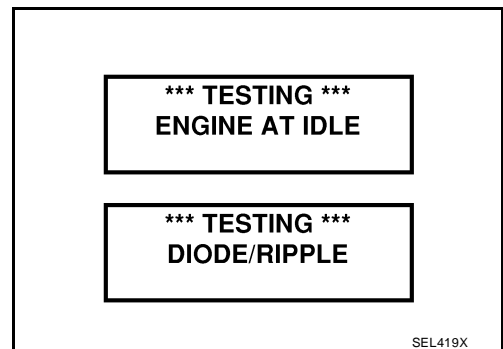 *** TESTING ***
ENGINE AT IDLE
*** TESTING ***
DIODE/RIPPLE
SEL419X